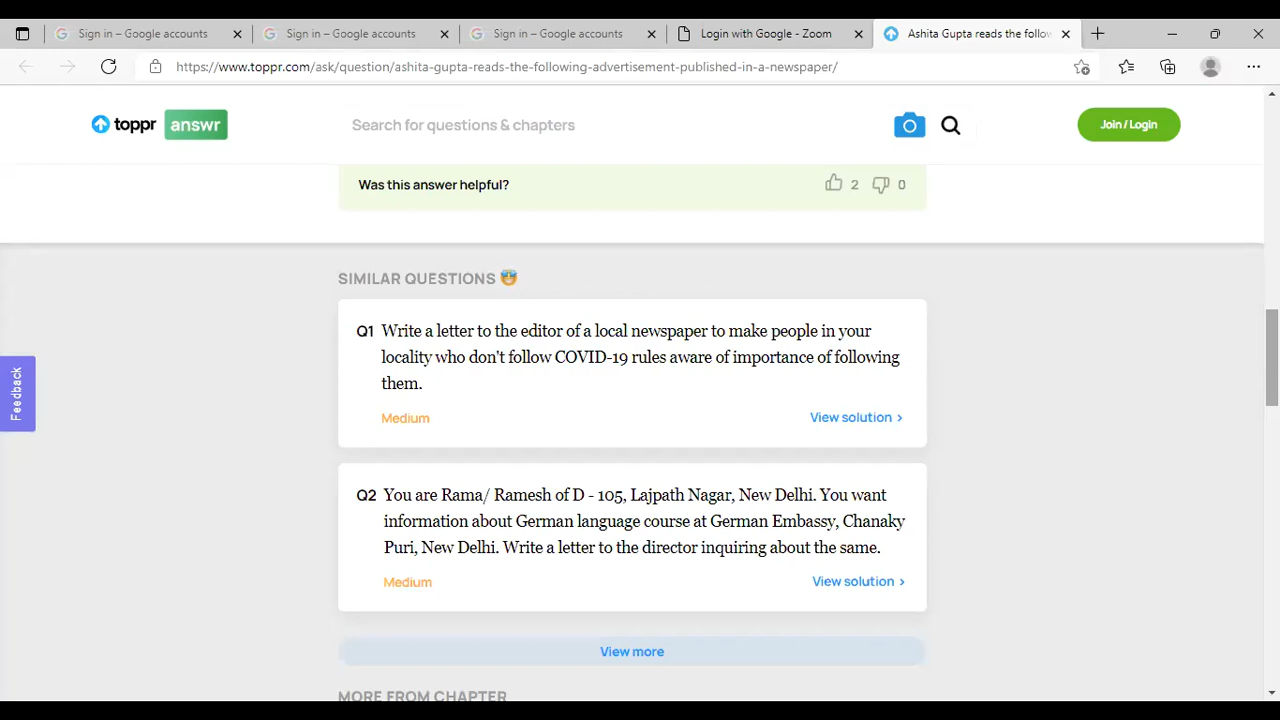 Sign in – Google accounts
Sign in – Google accounts
Sign in – Google accounts
Login with Google - Zoom
Ashita Gupta reads the follow
https://www.toppr.com/ask/question/ashita-gupta-reads-the-following-advertisement-published-in-a-newspaper/
toppr answr
Search for questions & chapters
Join / Login
Was this answer helpful?
2
0
SIMILAR QUESTIONS
Q1 Write a letter to the editor of a local newspaper to make people in your
locality who don't follow COVID-19 rules aware of importance of following
them.
Medium
View solution >
Q2 You are Rama/ Ramesh of D - 105, Lajpath Nagar, New Delhi. You want
information about German language course at German Embassy, Chanaky
Puri, New Delhi. Write a letter to the director inquiring about the same.
Medium
View solution >
View more
MORE FROM CHAPTER
Feedback